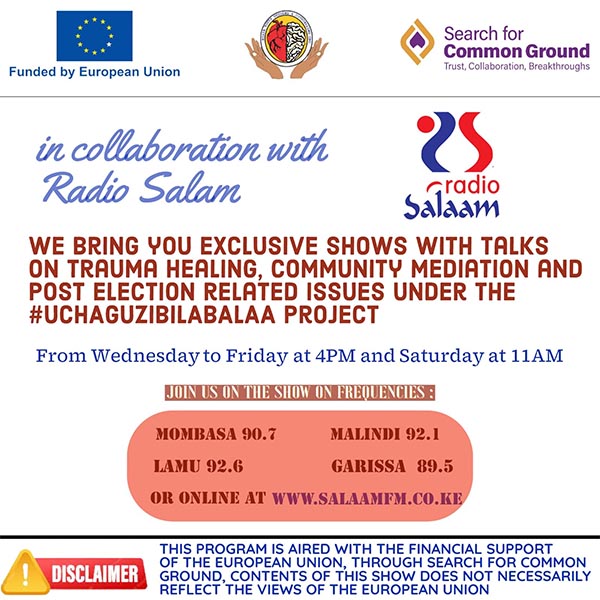 Funded by European Union
Search for
Common Ground
Trust, Collaboration, Breakthroughs
in collaboration with
Radio Salam
radio
Salaam
WE BRING YOU EXCLUSIVE SHOWS WITH TALKS
ON TRAUMA HEALING, COMMUNITY MEDIATION AND
POST ELECTION RELATED ISSUES UNDER THE
#UCHAGUZIBILABALAA PROJECT
From Wednesday to Friday at 4PM and Saturday at 11AM
JOIN US ON THE SHOW ON FREQUENCIES :
MOMBASA 90.7 MALINDI 92.1
LAMU 92.6 GARISSA 89.5
OR ONLINE AT WWW.SALAAMFM.CO.KE
DISCLAIMER
THIS PROGRAM IS AIRED WITH THE FINANCIAL SUPPORT
OF THE EUROPEAN UNION, THROUGH SEARCH FOR COMMON
GROUND, CONTENTS OF THIS SHOW DOES NOT NECESSARILY
REFLECT THE VIEWS OF THE EUROPEAN UNION